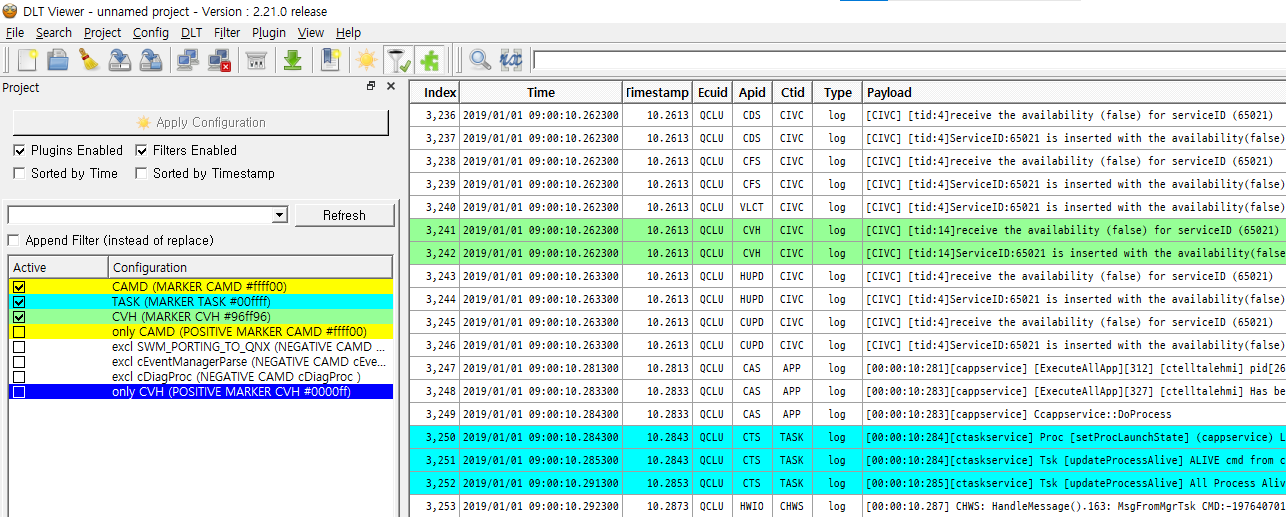 DLT Viewer - unnamed project - Version : 2.21.0 release
File Search Project Config DLT Filter Plugin View Help
Project
Apply Configuration
Plugins Enabled Filters Enabled
Sorted by Time Sorted by Timestamp
Refresh
Append Filter (instead of replace)
Active Configuration
CAMD (MARKER CAMD #ffff00)
TASK (MARKER TASK #00ffff)
CVH (MARKER CVH #96ff96)
only CAMD (POSITIVE MARKER CAMD #ffff00)
excl SWM_PORTING_TO_QNX (NEGATIVE CAMD ...
excl cEventManagerParse (NEGATIVE CAMD cEve...
excl cDiagProc (NEGATIVE CAMD cDiagProc )
only CVH (POSITIVE MARKER CVH #0000ff)
Index Time Timestamp Ecuid Apid Ctid Type Payload
3,236 2019/01/01 09:00:10.262300 10.2613 QCLU CDS CIVC log [CIVC] [tid:4]receive the availability (false) for serviceID (65021)
3,237 2019/01/01 09:00:10.262300 10.2613 QCLU CDS CIVC log [CIVC] [tid:4]ServiceID:65021 is inserted with the availability(false)
3,238 2019/01/01 09:00:10.262300 10.2613 QCLU CFS CIVC log [CIVC] [tid:4]receive the availability (false) for serviceID (65021)
3,239 2019/01/01 09:00:10.262300 10.2613 QCLU CFS CIVC log [CIVC] [tid:4]ServiceID:65021 is inserted with the availability(false)
3,240 2019/01/01 09:00:10.262300 10.2613 QCLU VLCT CIVC log [CIVC] [tid:4]ServiceID:65021 is inserted with the availability(false)
3,241 2019/01/01 09:00:10.262300 10.2613 QCLU CVH CIVC log [CIVC] [tid:14]receive the availability (false) for serviceID (65021)
3,242 2019/01/01 09:00:10.262300 10.2613 QCLU CVH CIVC log [CIVC] [tid:14]ServiceID:65021 is inserted with the availability(false
3,243 2019/01/01 09:00:10.263300 10.2613 QCLU HUPD CIVC log [CIVC] [tid:4]receive the availability (false) for serviceID (65021)
3,244 2019/01/01 09:00:10.263300 10.2613 QCLU HUPD CIVC log [CIVC] [tid:4]ServiceID:65021 is inserted with the availability(false)
3,245 2019/01/01 09:00:10.263300 10.2613 QCLU CUPD CIVC log [CIVC] [tid:4]receive the availability (false) for serviceID (65021)
3,246 2019/01/01 09:00:10.263300 10.2613 QCLU CUPD CIVC log [CIVC] [tid:4]ServiceID:65021 is inserted with the availability(false)
3,247 2019/01/01 09:00:10.281300 10.2813 QCLU CAS APP log [00:00:10:281][cappservice] [ExecuteAllApp][312] [ctelltalehmi] pid[26
3,248 2019/01/01 09:00:10.283300 10.2833 QCLU CAS APP log [00:00:10:283][cappservice] [ExecuteAllApp][327] [ctelltalehmi] Has be
3,249 2019/01/01 09:00:10.284300 10.2833 QCLU CAS APP log [00:00:10:283][cappservice] Ccappservice::DoProcess
3,250 2019/01/01 09:00:10.284300 10.2843 QCLU CTS TASK log [00:00:10:284][ctaskservice] Proc [setProcLaunchState] (cappservice) L
3,251 2019/01/01 09:00:10.285300 10.2843 QCLU CTS TASK log [00:00:10:284][ctaskservice] Tsk [updateProcessAlive] ALIVE cmd from c
3,252 2019/01/01 09:00:10.291300 10.2853 QCLU CTS TASK log [00:00:10:285][ctaskservice] Tsk [updateProcessAlive] All Process Aliv
3,253 2019/01/01 09:00:10.292300 10.2873 QCLU HWIO CHWS log [00:00:10.287] CHWS: HandleMessage().163: MsgFromMgrTsk CMD:-197640701